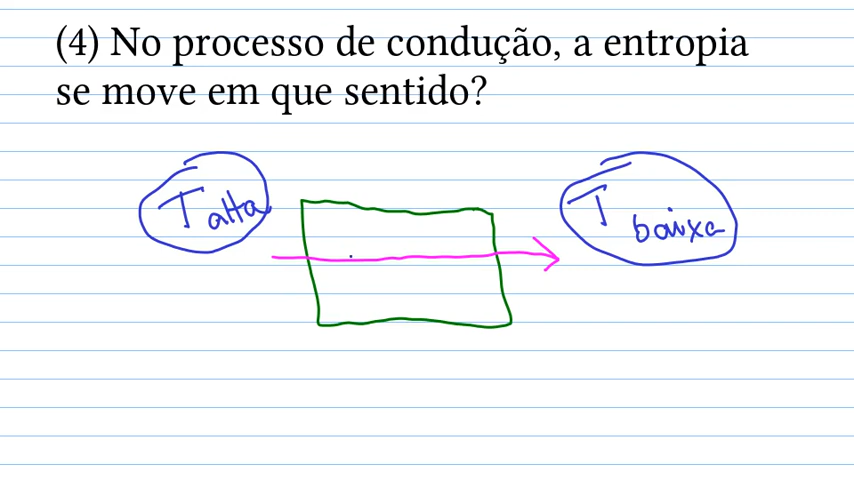 (4) No processo de condução, a entropia
se move em que sentido?
T alta
T baixa